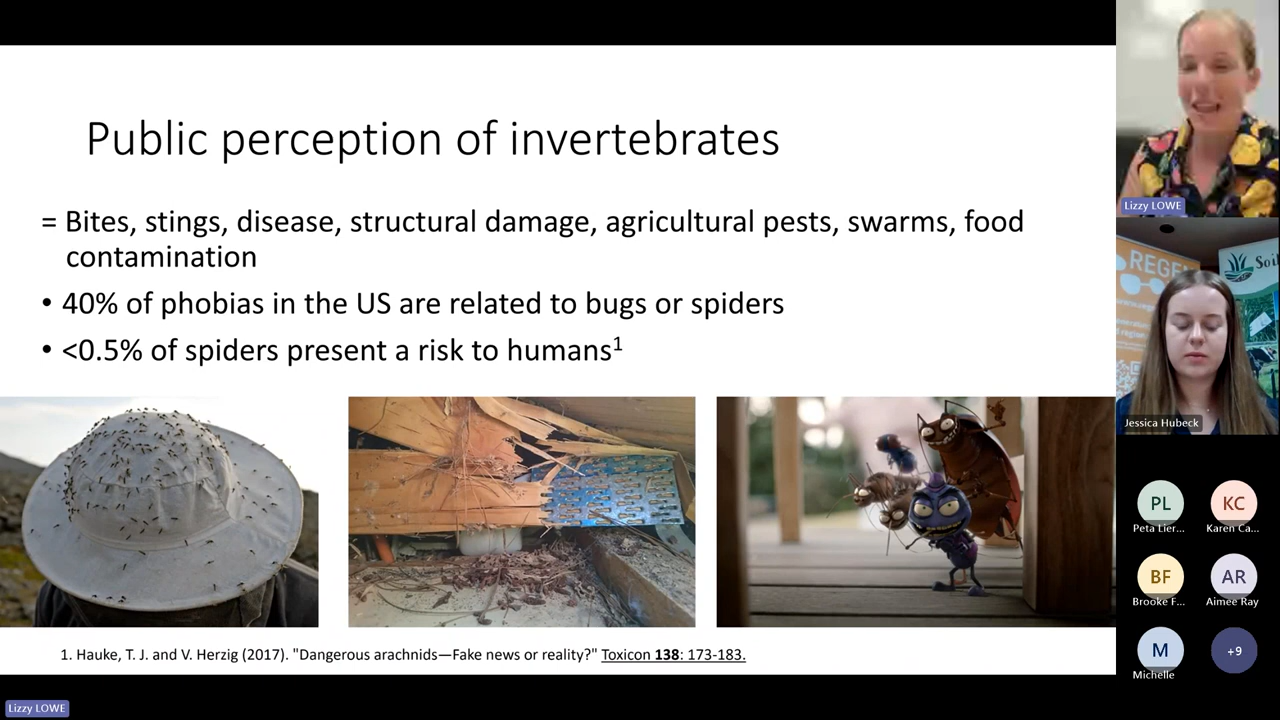 Public perception of invertebrates
= Bites, stings, disease, structural damage, agricultural pests, swarms, food
contamination
• 40% of phobias in the US are related to bugs or spiders
• <0.5% of spiders present a risk to humans1
1. Hauke, T. J. and V. Herzig (2017). "Dangerous arachnids—Fake news or reality?" Toxicon 138: 173-183.
Lizzy LOWE
Lizzy LOWE
REGEN
Soil
Jessica Hubeck
PL
Peta Lier...
KC
Karen Ca...
BF
Brooke F...
AR
Aimee Ray
M
Michelle
+9